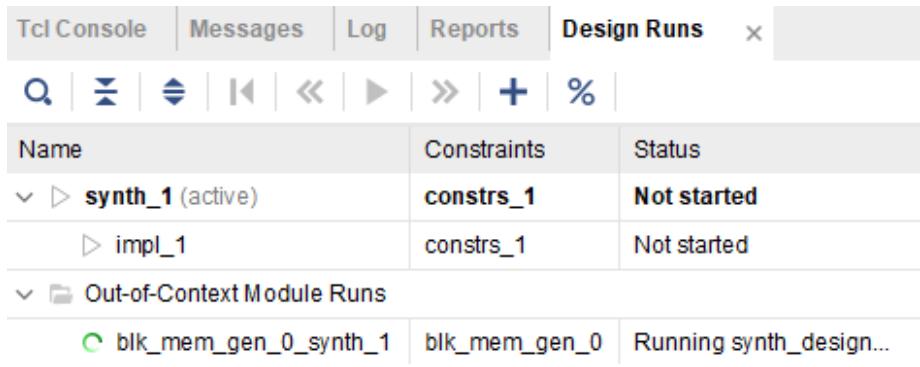 Tcl Console Messages Log Reports Design Runs
%
Name Constraints Status
synth_1 (active) constrs_1 Not started
impl_1 constrs_1 Not started
Out-of-Context Module Runs
blk_mem_gen_0_synth_1 blk_mem_gen_0 Running synth_design...